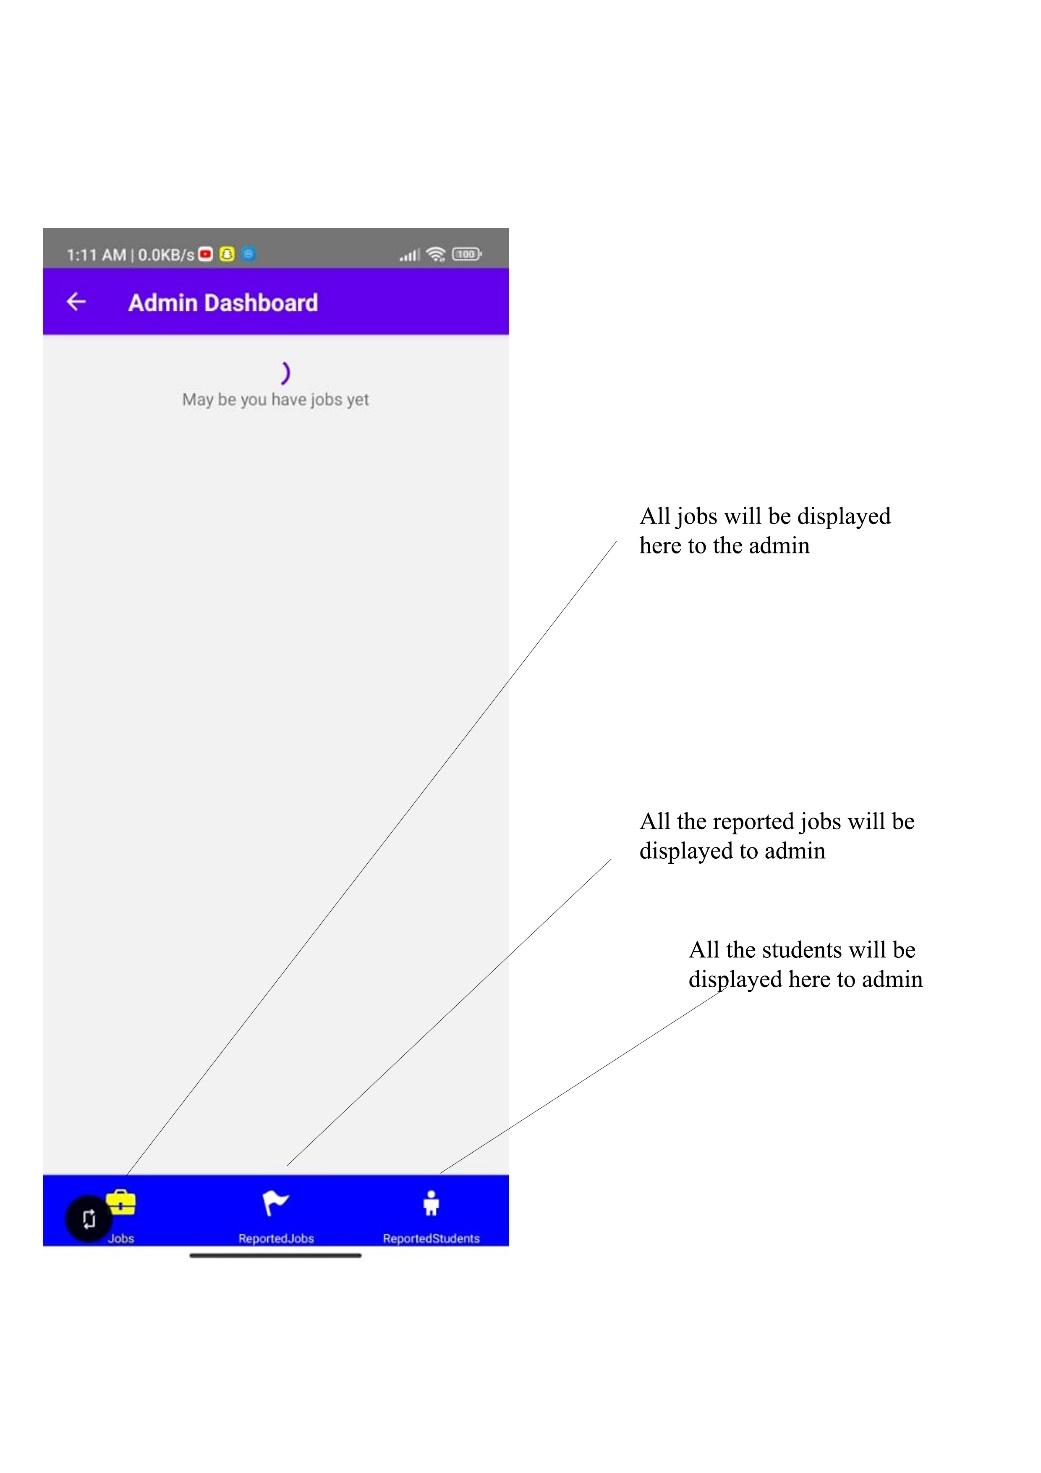 1:11 AM | 0.0KB/s
100
Admin Dashboard
May be you have jobs yet
All jobs will be displayed
here to the admin
All the reported jobs will be
displayed to admin
All the students will be
displayed here to admin
Jobs
ReportedJobs
ReportedStudents